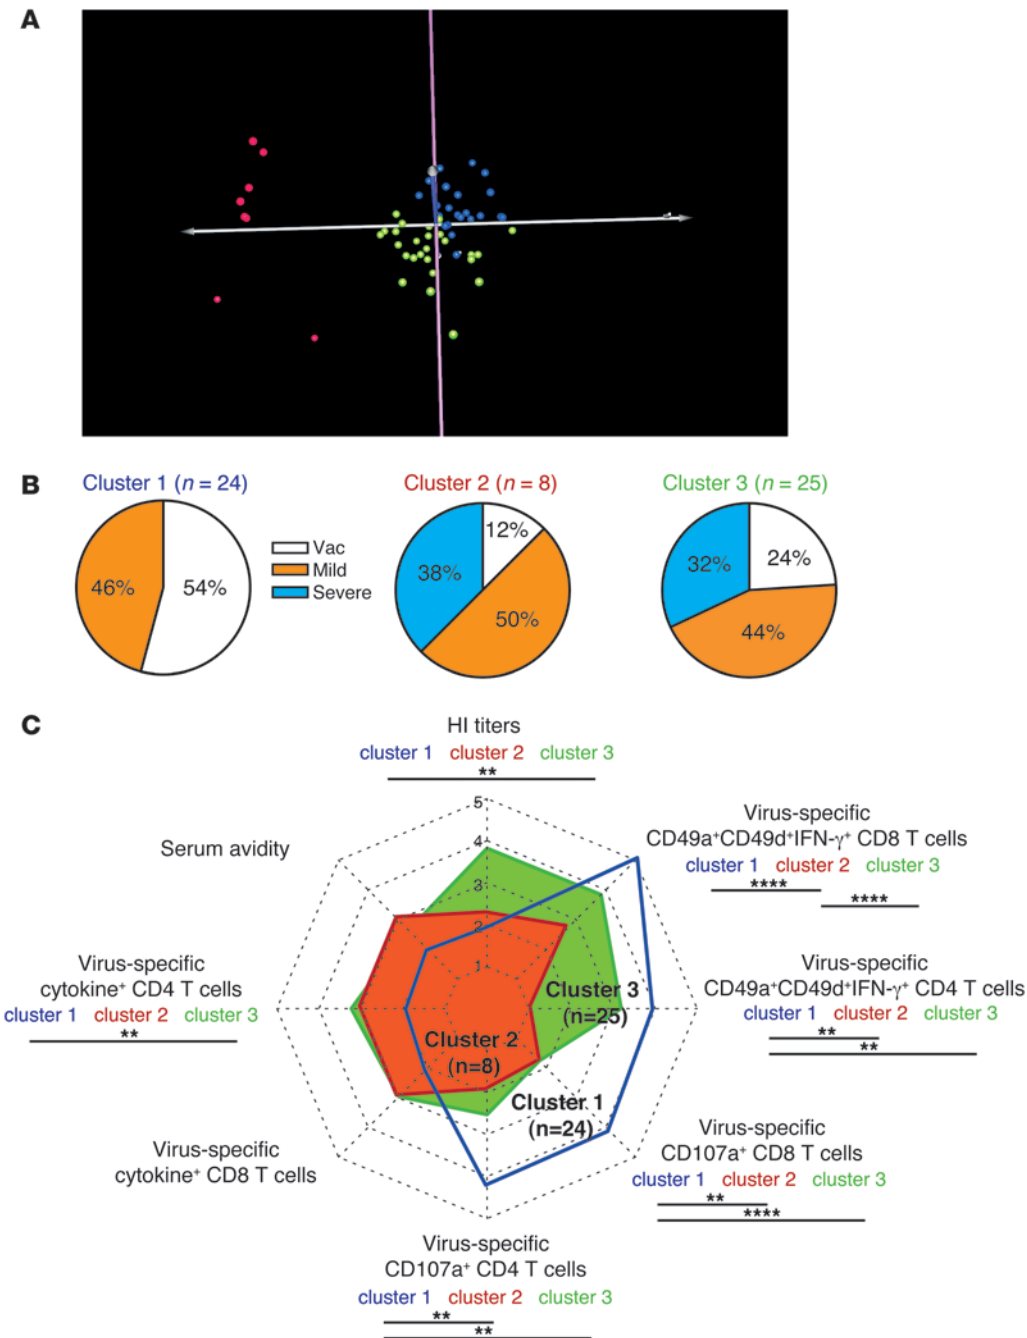 A
B
Cluster 1 (n = 24)
Cluster 2 (n = 8)
Cluster 3 (n = 25)
46%
54%
Vac
Mild
Severe
12%
38%
50%
24%
32%
44%
C
HI titers
cluster 1 cluster 2 cluster 3
**
Virus-specific
CD49a⁺CD49d⁺IFN-γ⁺ CD8 T cells
cluster 1 cluster 2 cluster 3
****
****
Serum avidity
5
4
3
2
1
Virus-specific
cytokine⁺ CD4 T cells
cluster 1 cluster 2 cluster 3
**
Virus-specific
CD49a⁺CD49d⁺IFN-γ⁺ CD4 T cells
cluster 1 cluster 2 cluster 3
**
**
Cluster 3
(n=25)
Cluster 2
(n=8)
Cluster 1
(n=24)
Virus-specific
CD107a⁺ CD8 T cells
cluster 1 cluster 2 cluster 3
**
****
Virus-specific
cytokine⁺ CD8 T cells
Virus-specific
CD107a⁺ CD4 T cells
cluster 1 cluster 2 cluster 3
**
**